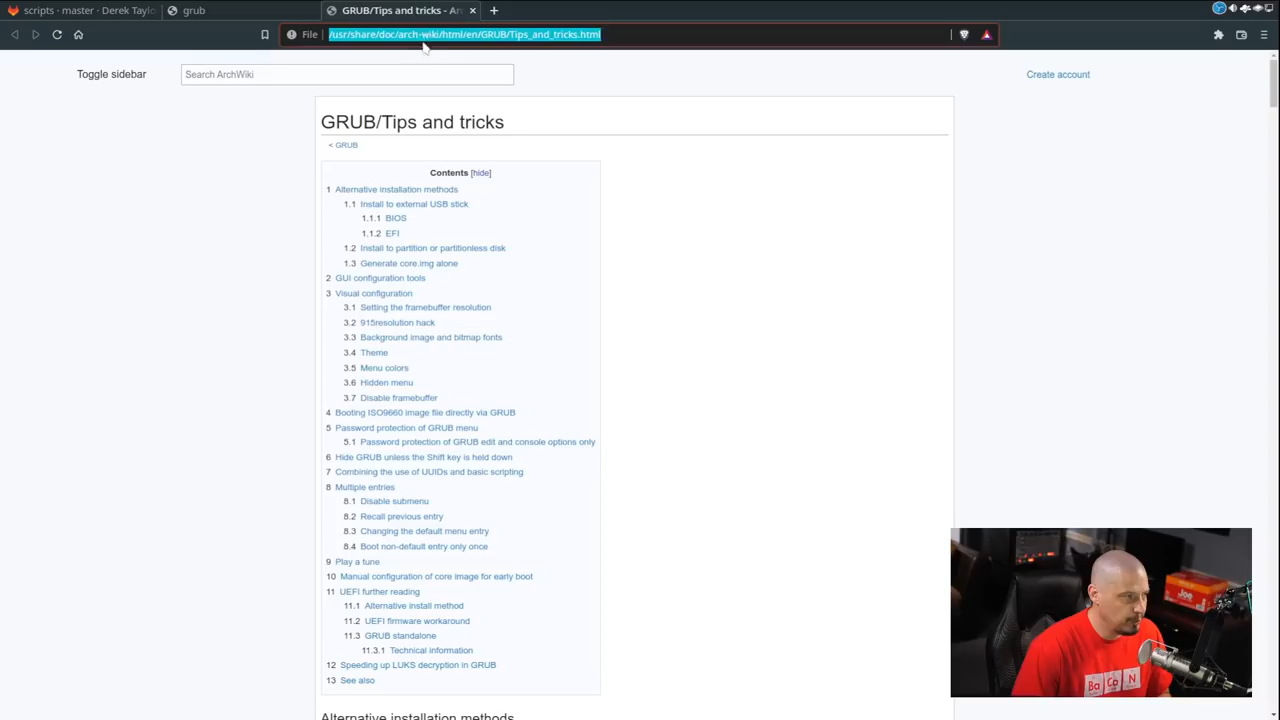 scripts · master · Derek Taylo
grub
GRUB/Tips and tricks - Ar
File
/usr/share/doc/arch-wiki/html/en/GRUB/Tips_and_tricks.html
Toggle sidebar
Search ArchWiki
Create account
GRUB/Tips and tricks
< GRUB
Contents [hide]
1 Alternative installation methods
1.1 Install to external USB stick
1.1.1 BIOS
1.1.2 EFI
1.2 Install to partition or partitionless disk
1.3 Generate core.img alone
2 GUI configuration tools
3 Visual configuration
3.1 Setting the framebuffer resolution
3.2 915resolution hack
3.3 Background image and bitmap fonts
3.4 Theme
3.5 Menu colors
3.6 Hidden menu
3.7 Disable framebuffer
4 Booting ISO9660 image file directly via GRUB
5 Password protection of GRUB menu
5.1 Password protection of GRUB edit and console options only
6 Hide GRUB unless the Shift key is held down
7 Combining the use of UUIDs and basic scripting
8 Multiple entries
8.1 Disable submenu
8.2 Recall previous entry
8.3 Changing the default menu entry
8.4 Boot non-default entry only once
9 Play a tune
10 Manual configuration of core image for early boot
11 UEFI further reading
11.1 Alternative install method
11.2 UEFI firmware workaround
11.3 GRUB standalone
11.3.1 Technical information
12 Speeding up LUKS decryption in GRUB
13 See also
Alternative installation methods
JOE
Ba Co N